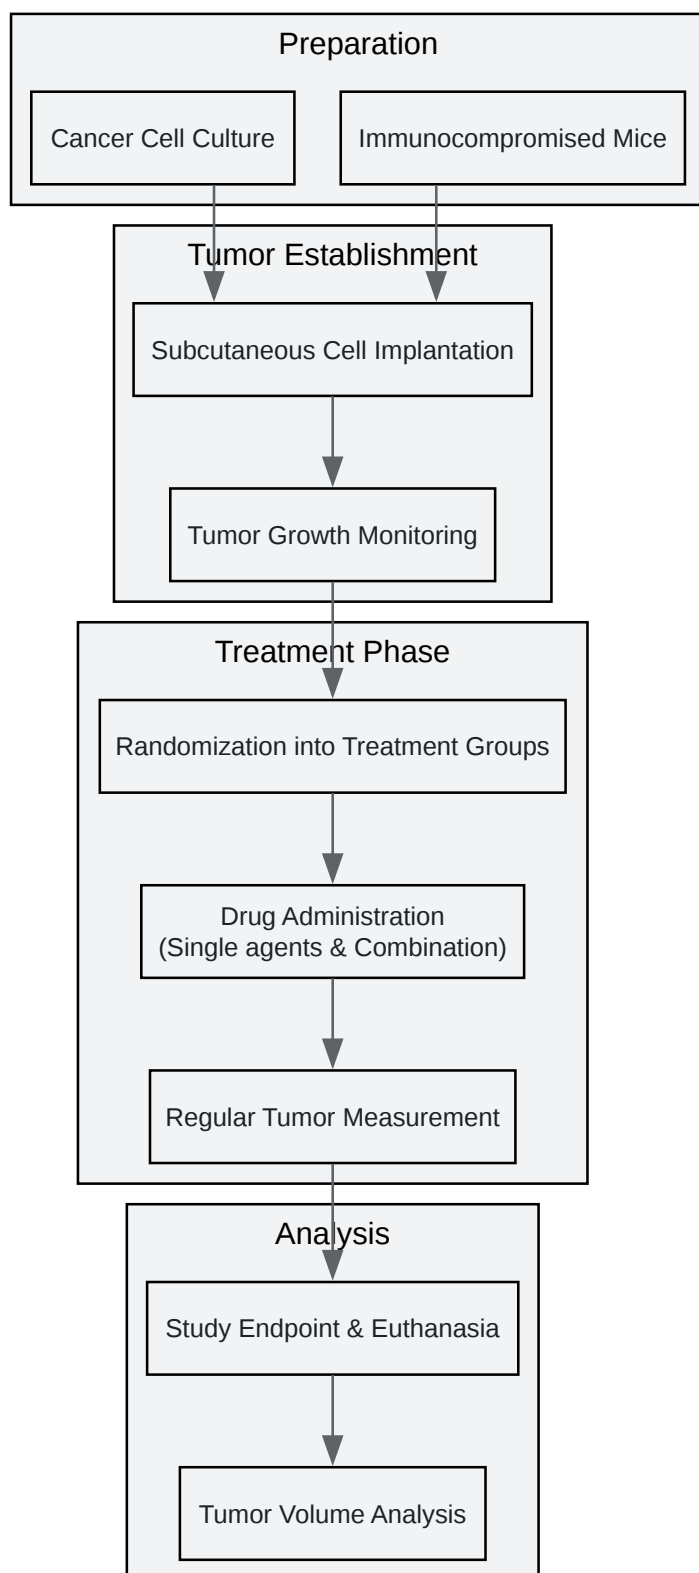 Preparation
Cancer Cell Culture
Immunocompromised Mice
Tumor Establishment
Subcutaneous Cell Implantation
Tumor Growth Monitoring
Treatment Phase
Randomization into Treatment Groups
Drug Administration
(Single agents & Combination)
Regular Tumor Measurement
Analysis
Study Endpoint & Euthanasia
Tumor Volume Analysis